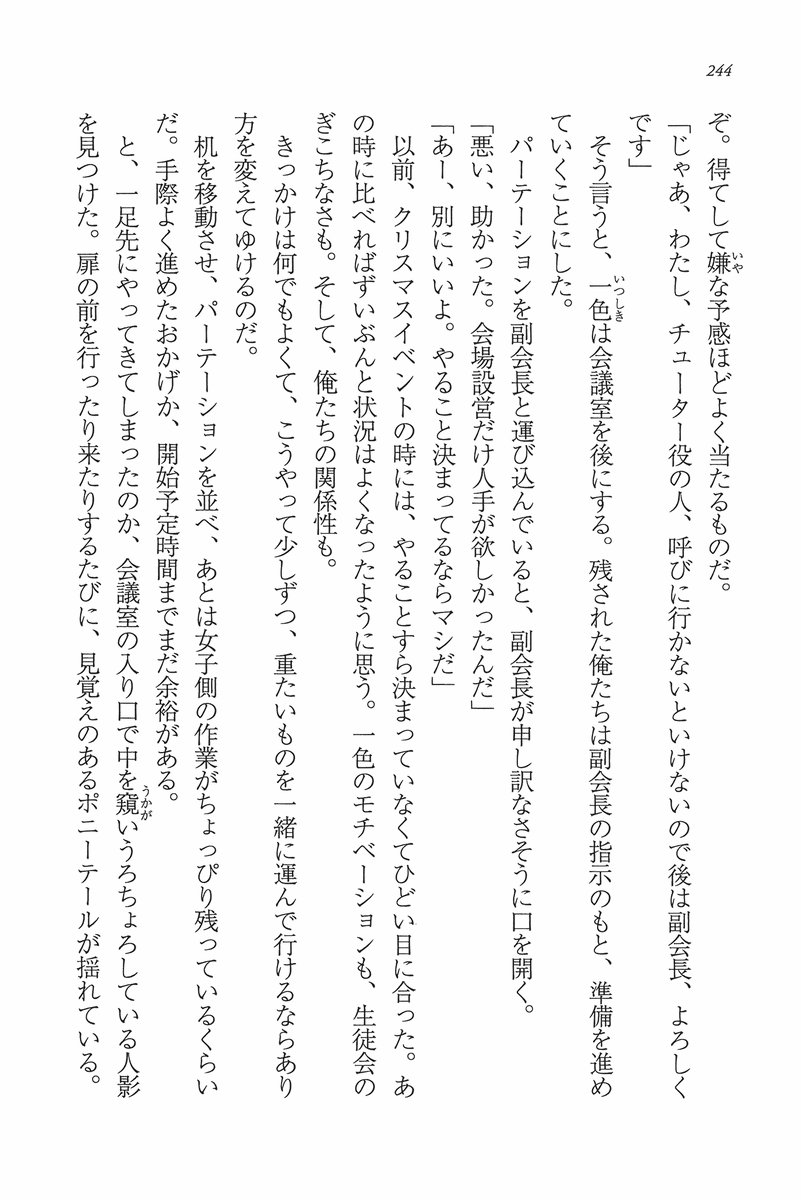 244
ぞ。得てして嫌な予感ほどよく当たるものだ。
「じゃあ、わたし、チューター役の人、呼びに行かないといけないので後は副会長、よろしく
です」
そう言うと、一色は会議室を後にする。残された俺たちは副会長の指示のもと、準備を進め
ていくことにした。
パーテーションを副会長と運び込んでいると、副会長が申し訳なさそうに口を開く。
「悪い、助かった。会場設営だけ人手が欲しかったんだ」
「あー、別にいいよ。やること決まってるならマシだ」
以前、クリスマスイベントの時には、やることすら決まっていなくてひどい目に合った。あ
の時に比べればずいぶんと状況はよくなったように思う。一色のモチベーションも、生徒会の
ぎこちなさも。そして、俺たちの関係性も。
きっかけは何でもよくて、こうやって少しずつ、重たいものを一緒に運んで行けるならあり
方を変えてゆけるのだ。
机を移動させ、パーテーションを並べ、あとは女子側の作業がちょっぴり残っているくらい
だ。手際よく進めたおかげか、開始予定時間までまだ余裕がある。
と、一足先にやってきてしまったのか、会議室の入り口で中を窺いうろちょろしている人影
を見つけた。扉の前を行ったり来たりするたびに、見覚えのあるポニーテールが揺れている。
いや
いっしき
うかが